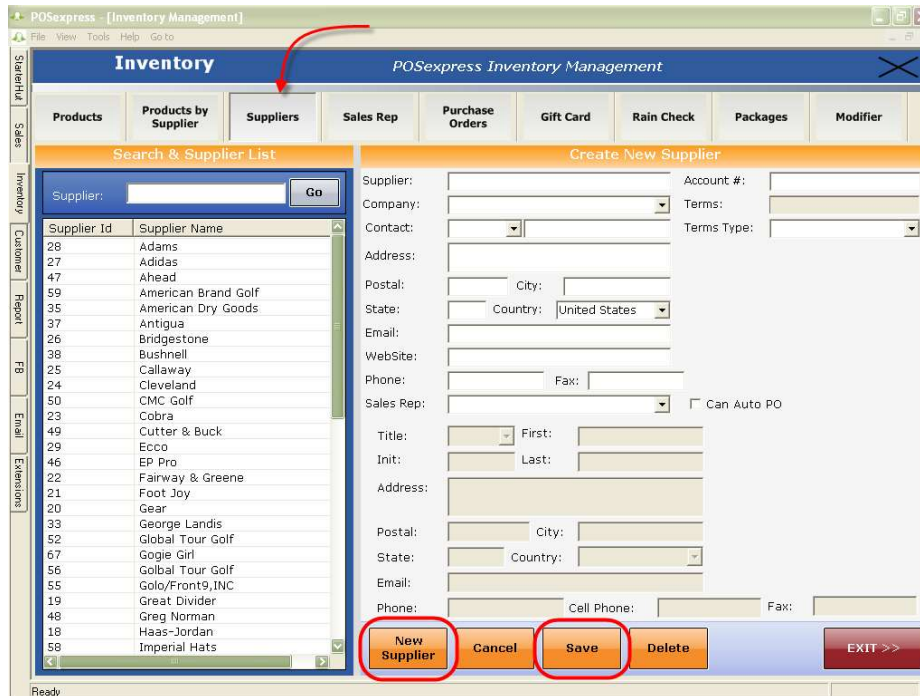 POSexpress - [Inventory Management]
File View Tools Help Go to
StarterHut
Sales
Inventory
Customer
Report
FB
Email
Extensions
Inventory
POSexpress Inventory Management
Products
Products by Supplier
Suppliers
Sales Rep
Purchase Orders
Gift Card
Rain Check
Packages
Modifier
Search & Supplier List
Supplier:
Go
Supplier Id Supplier Name
28 Adams
27 Adidas
47 Ahead
59 American Brand Golf
35 American Dry Goods
37 Antigua
26 Bridgestone
38 Bushnell
25 Callaway
24 Cleveland
50 CMC Golf
23 Cobra
49 Cutter & Buck
29 Ecco
46 EP Pro
22 Fairway & Greene
21 Foot Joy
20 Gear
33 George Landis
52 Global Tour Golf
67 Gogie Girl
56 Golbal Tour Golf
55 Golo/Front9,INC
19 Great Divider
48 Greg Norman
18 Haas-Jordan
58 Imperial Hats
Create New Supplier
Supplier: Account #:
Company: Terms:
Contact: Terms Type:
Address:
Postal: City:
State: Country: United States
Email:
WebSite:
Phone: Fax:
Sales Rep: Can Auto PO
Title: First:
Init: Last:
Address:
Postal: City:
State: Country:
Email:
Phone: Cell Phone: Fax:
New Supplier
Cancel
Save
Delete
EXIT >>
Ready